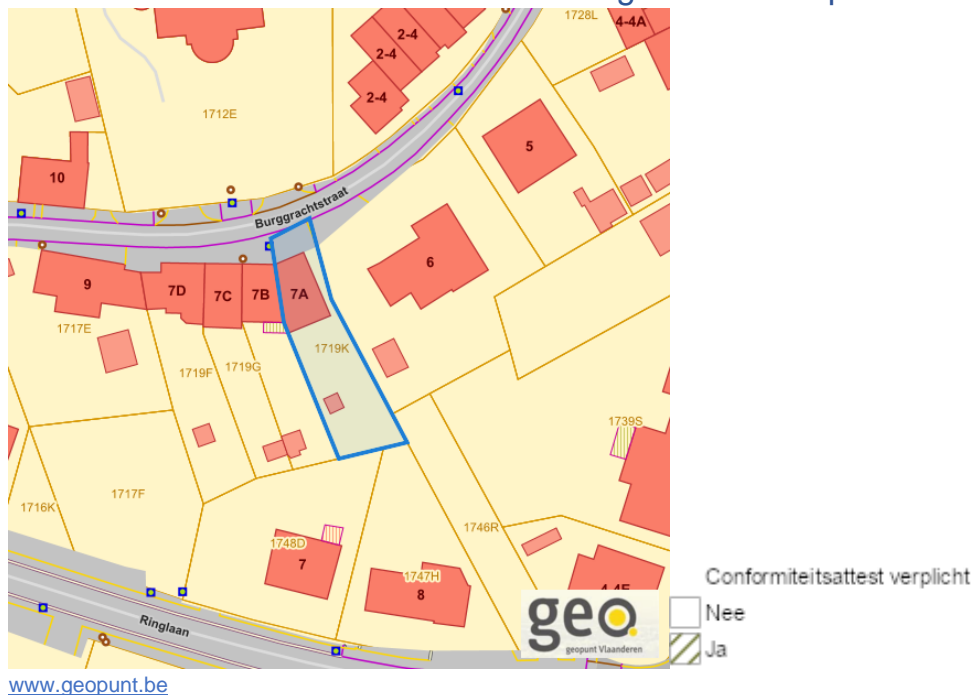 1728L
4-4A
2-4
2-4
2-4
1712E
5
10
Burggrachtstraat
6
9
7D
7C
7B
7A
1717E
1719K
1719F
1719G
1739S
1717F
1716K
1746R
1748D
7
1747H
8
Ringlaan
geo.
geopunt Vlaanderen
Conformiteitsattest verplicht
Nee
Ja
www.geopunt.be